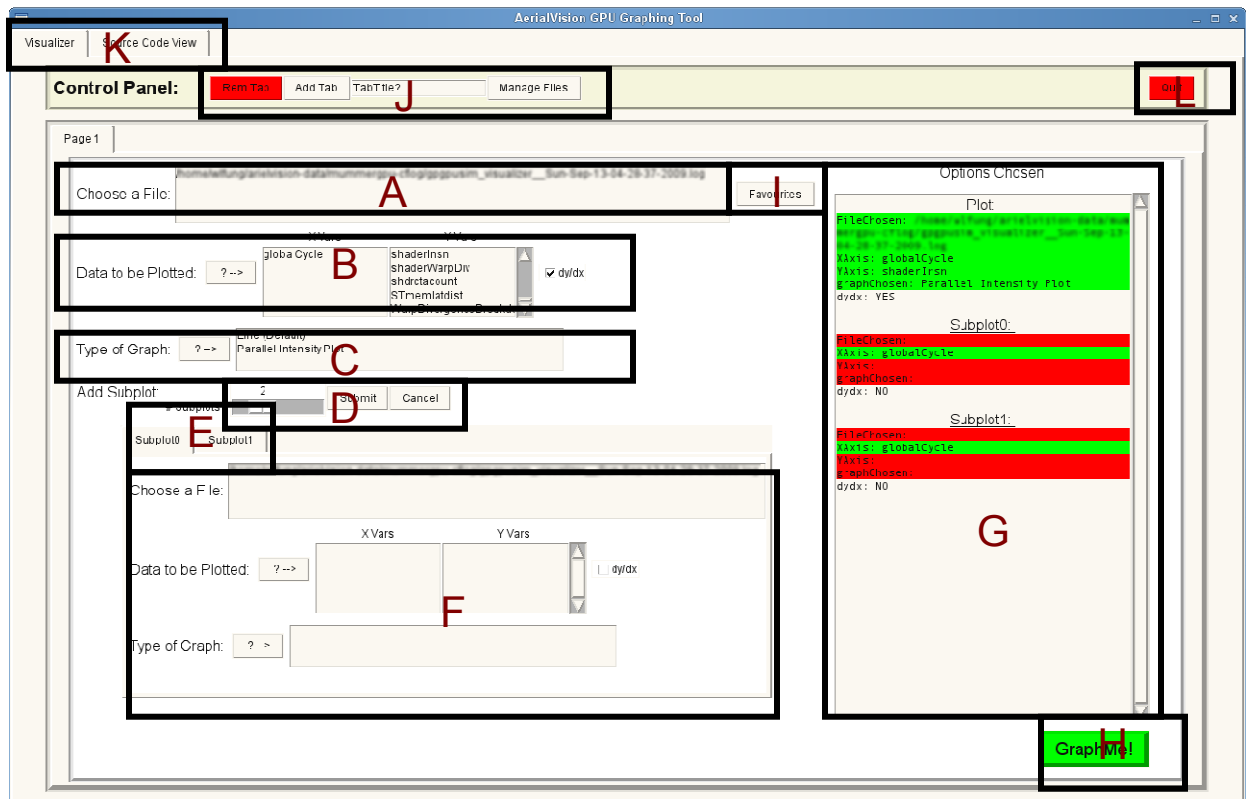 AerialVision GPU Graphing Tool
Visualizer
Source Code View
K
Control Panel:
Rem Tab
Add Tab
TabTitle?
Manage Files
J
Quit
L
Page 1
Choose a File:
/home/wlfung/arielvision-data/mummergpu-cflog/gpgpusim_visualizer__Sun-Sep-13-04-28-37-2009.log
A
Favourites
I
Options Chosen
Plot:
FileChosen: /home/wlfung/arielvision-data/mum
mergpu-cflog/gpgpusim_visualizer__Sun-Sep-13-
04-28-37-2009.log
XAxis: globalCycle
YAxis: shaderInsn
graphChosen: Parallel Intensity Plot
dydx: YES
X Vars
Y Vars
Data to be Plotted:
? -->
globalCycle
B
shaderInsn
shaderWarpDiv
shdrctacount
STmemlatdist
WarpDivergenceBreakd
dy/dx
Subplot0:
FileChosen:
XAxis: globalCycle
YAxis:
graphChosen:
dydx: NO
Type of Graph:
? -->
Line (Default)
Parallel Intensity Plot
C
Add Subplot:
# Subplots
2
Submit
Cancel
D
Subplot1:
FileChosen:
XAxis: globalCycle
YAxis:
graphChosen:
dydx: NO
G
Subplot0
Subplot1
E
Choose a File:
X Vars
Y Vars
Data to be Plotted:
? -->
dy/dx
F
Type of Graph:
? >
GraphMe!
H